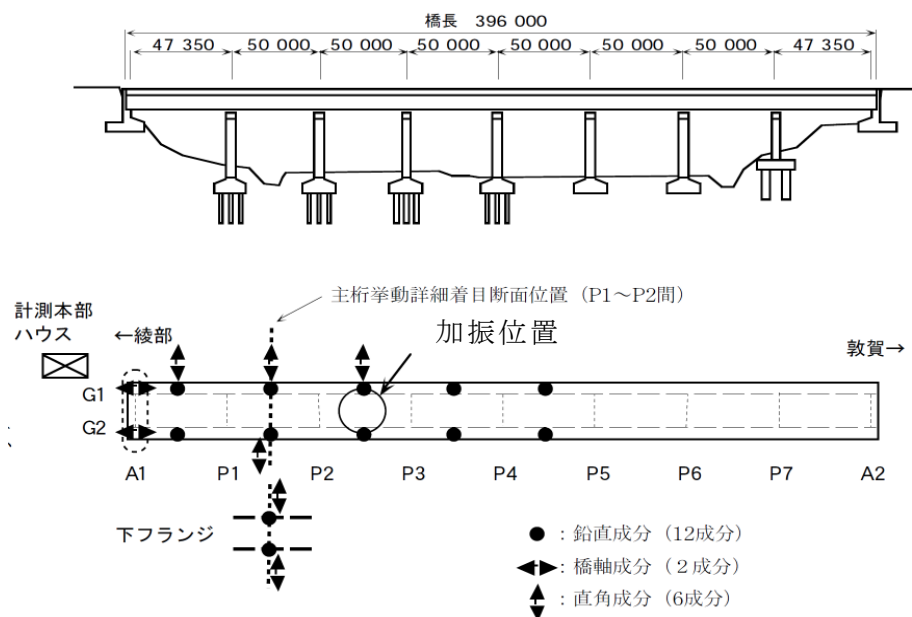 橋長 396 000
47 350 50 000 50 000 50 000 50 000 50 000 50 000 47 350
主桁挙動詳細着目断面位置(P1～P2間)
計測本部
ハウス
←綾部
加振位置
敦賀→
G1
G2
A1 P1 P2 P3 P4 P5 P6 P7 A2
下フランジ
:鉛直成分(12成分)
:橋軸成分(2成分)
:直角成分(6成分)